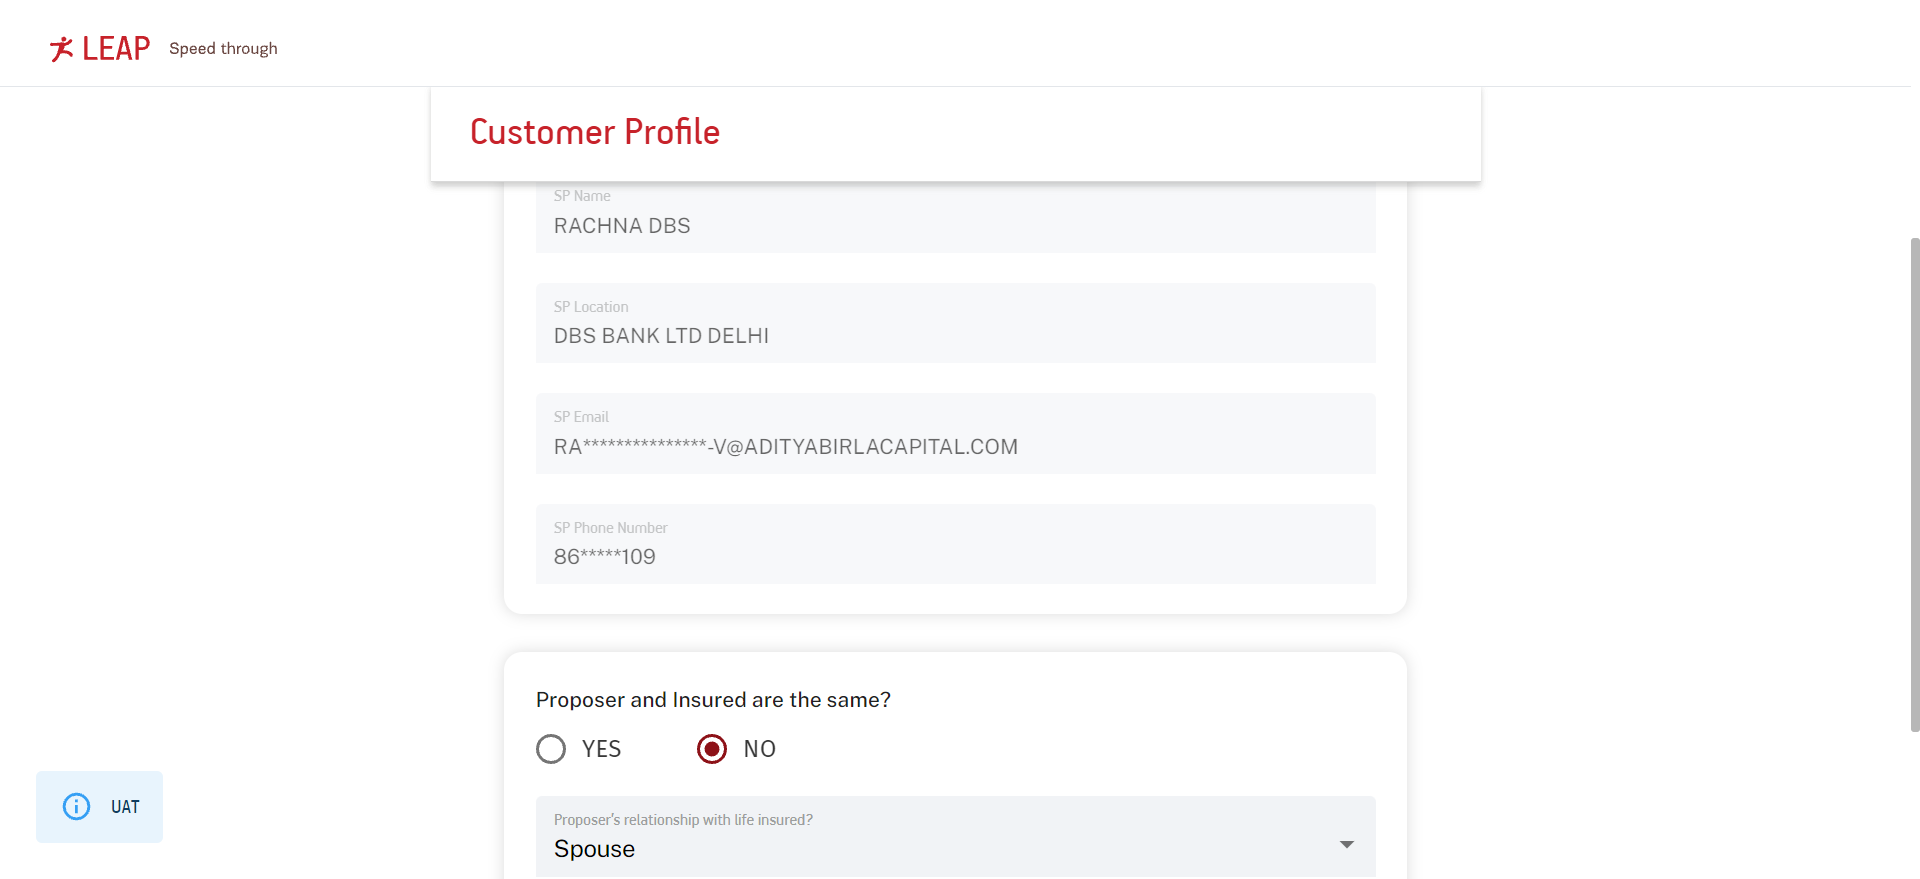 LEAP Speed through
Customer Profile
SP Name
RACHNA DBS
SP Location
DBS BANK LTD DELHI
SP Email
RA***************-V@ADITYABIRLACAPITAL.COM
SP Phone Number
86*****109
Proposer and Insured are the same?
YES NO
UAT
Proposer's relationship with life insured?
Spouse